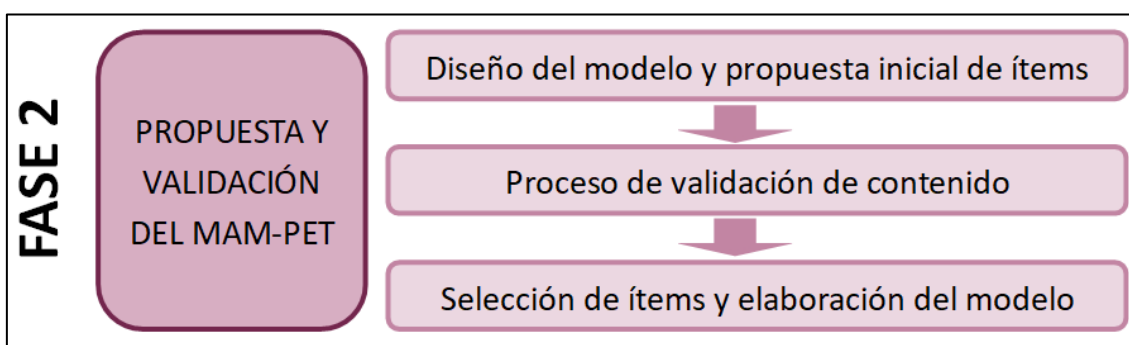 FASE 2
PROPUESTA Y
VALIDACIÓN
DEL MAM-PET
Diseño del modelo y propuesta inicial de ítems
Proceso de validación de contenido
Selección de ítems y elaboración del modelo